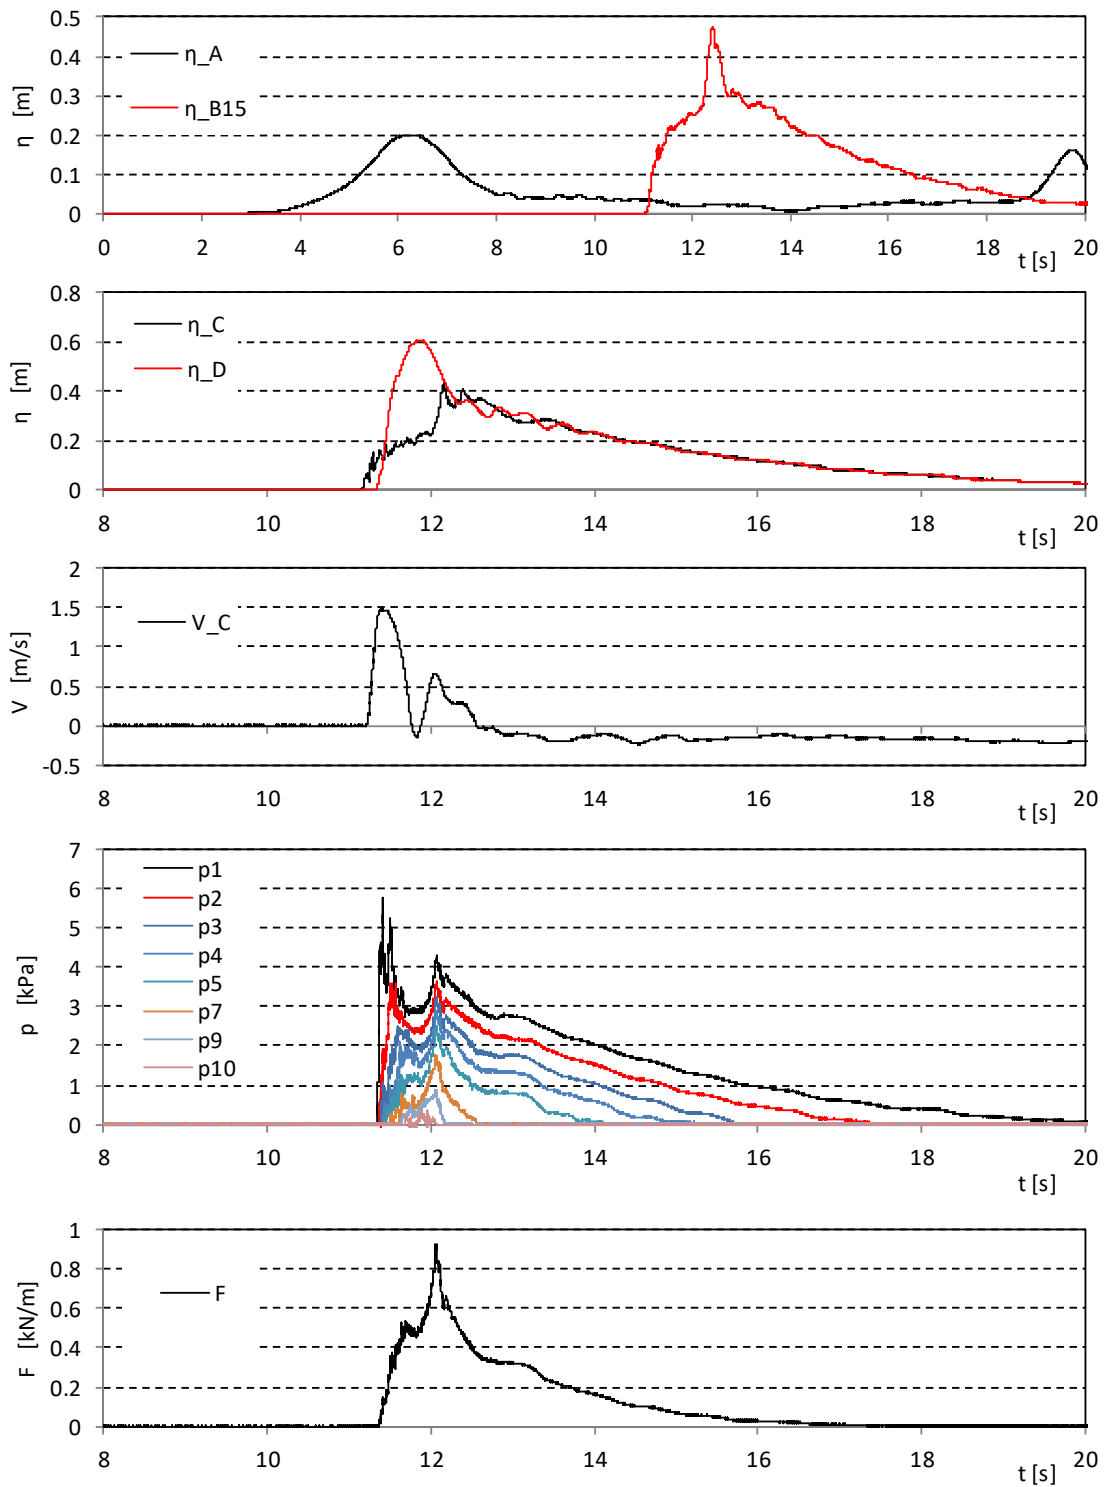 0.5
0.4
0.3
0.2
0.1
0
η [m]
η_A
η_B15
0 2 4 6 8 10 12 14 16 18 20
t [s]
0.8
0.6
0.4
0.2
0
η [m]
η_C
η_D
8 10 12 14 16 18 20
t [s]
2
1.5
1
0.5
0
-0.5
V [m/s]
V_C
8 10 12 14 16 18 20
t [s]
7
6
5
4
3
2
1
0
p [kPa]
p1
p2
p3
p4
p5
p7
p9
p10
8 10 12 14 16 18 20
t [s]
1
0.8
0.6
0.4
0.2
0
F [kN/m]
F
8 10 12 14 16 18 20
t [s]